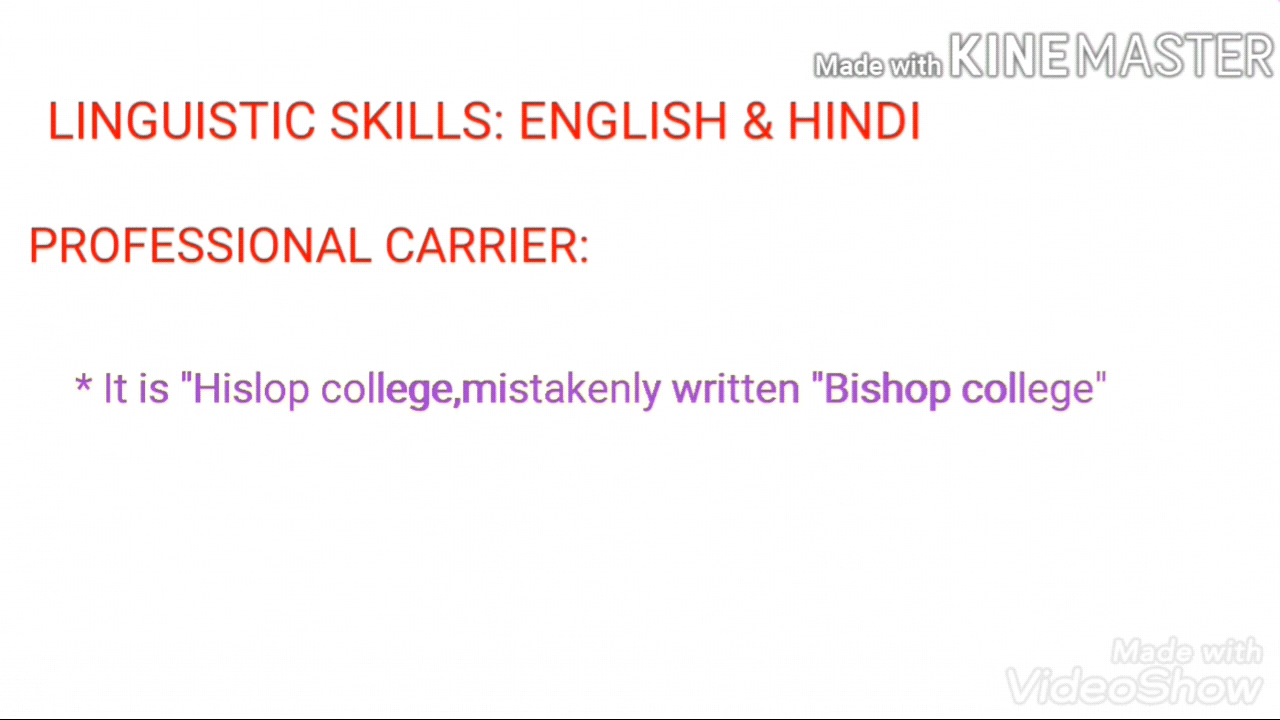 Made with KINEMASTER
LINGUISTIC SKILLS: ENGLISH & HINDI
PROFESSIONAL CARRIER:
* It is "Hislop college,mistakenly written "Bishop college"
Made with
VideoShow